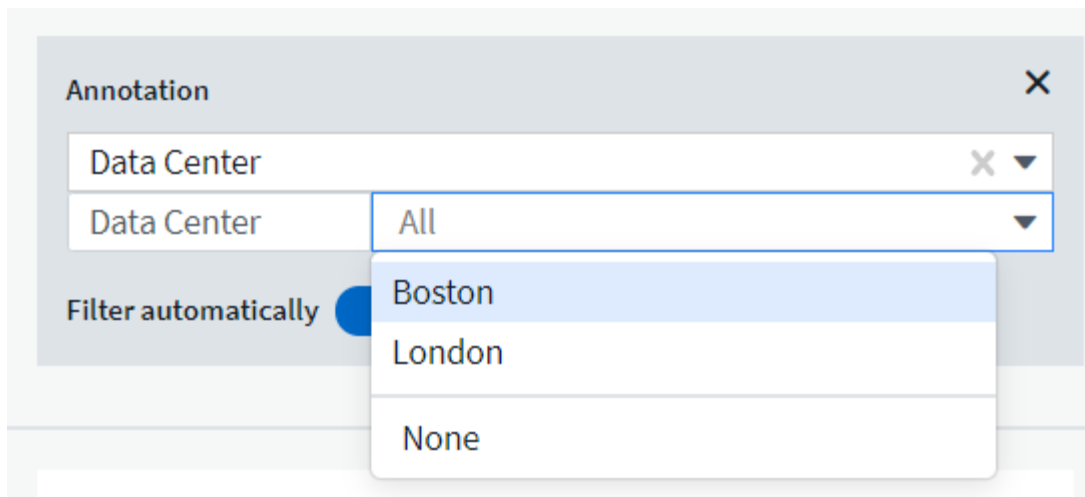 Annotation
Data Center
Data Center All
Boston
Filter automatically
London
None